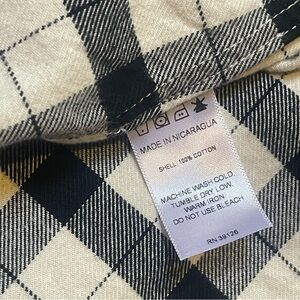 MADE IN NICARAGUA
SHELL: 100% COTTON
MACHINE WASH COLD.
TUMBLE DRY LOW.
WARM IRON.
DO NOT USE BLEACH
RN 39126